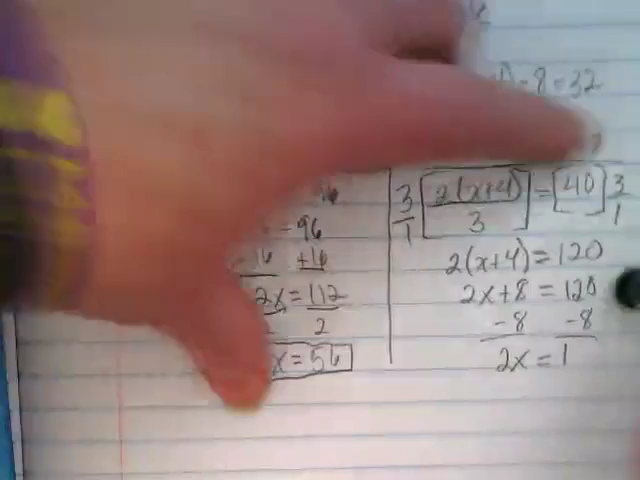 - 8 = 32
= 96
- 16 + 16
2x = 112
2
x = 56
3/1 [2(x+4)/3] = [40] 3/1
2(x+4) = 120
2x + 8 = 120
- 8 - 8
2x = 1